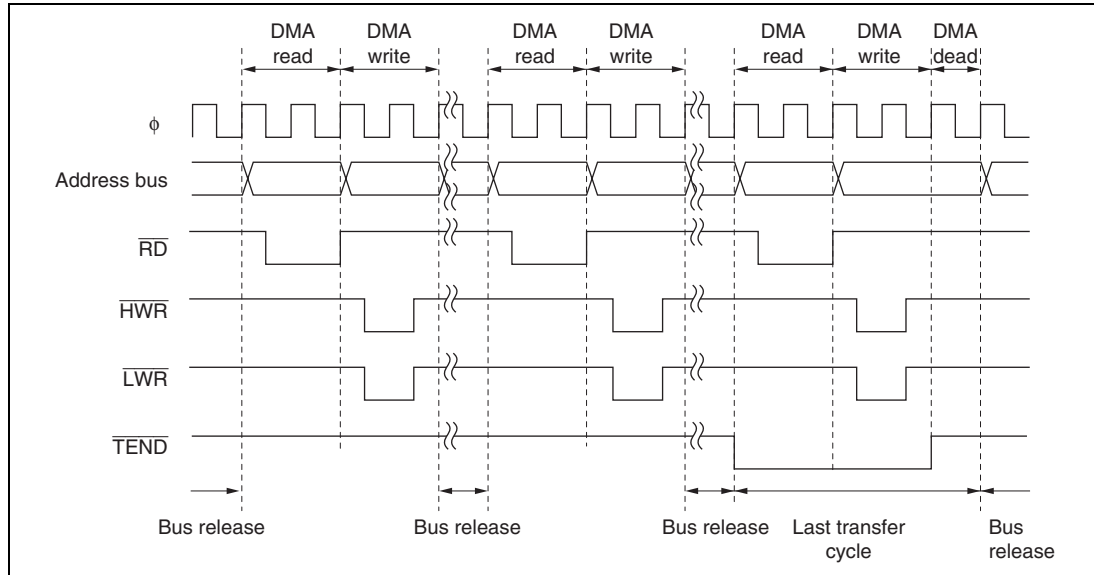 DMA read
DMA write
DMA read
DMA write
DMA read
DMA write
DMA dead
φ
Address bus
RD
HWR
LWR
TEND
Bus release
Bus release
Bus release
Last transfer cycle
Bus release